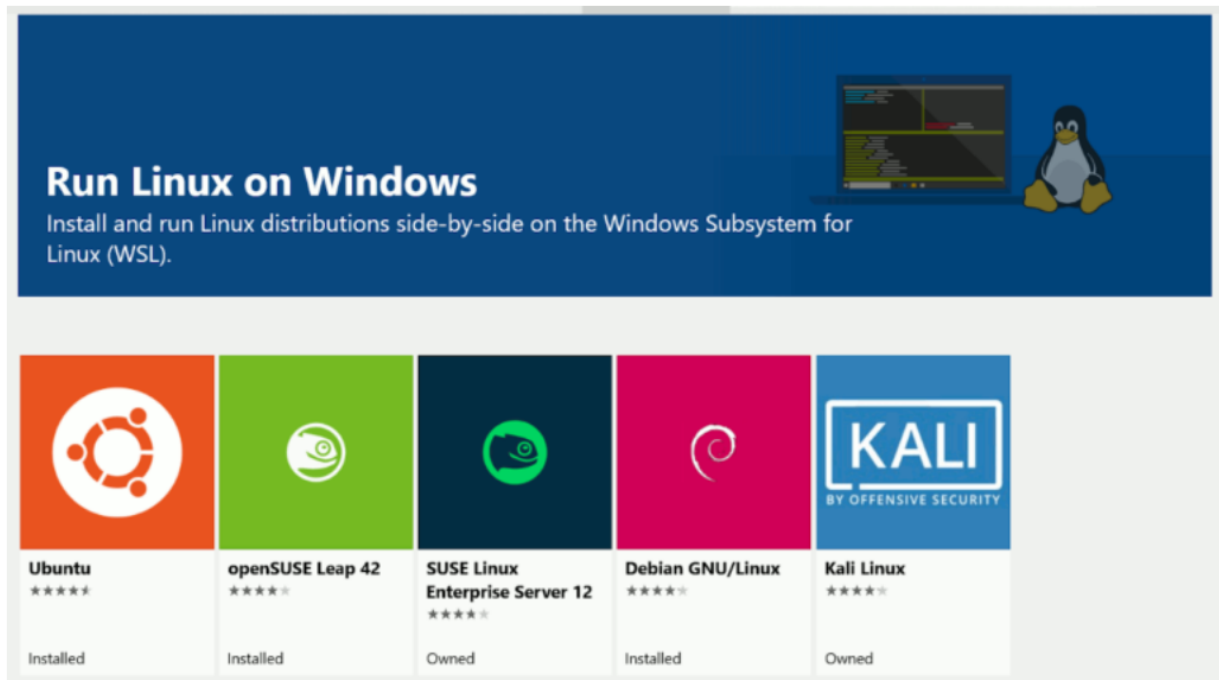 Run Linux on Windows
Install and run Linux distributions side-by-side on the Windows Subsystem for
Linux (WSL).
KALI
BY OFFENSIVE SECURITY
Ubuntu
Installed
openSUSE Leap 42
Installed
SUSE Linux
Enterprise Server 12
Owned
Debian GNU/Linux
Installed
Kali Linux
Owned